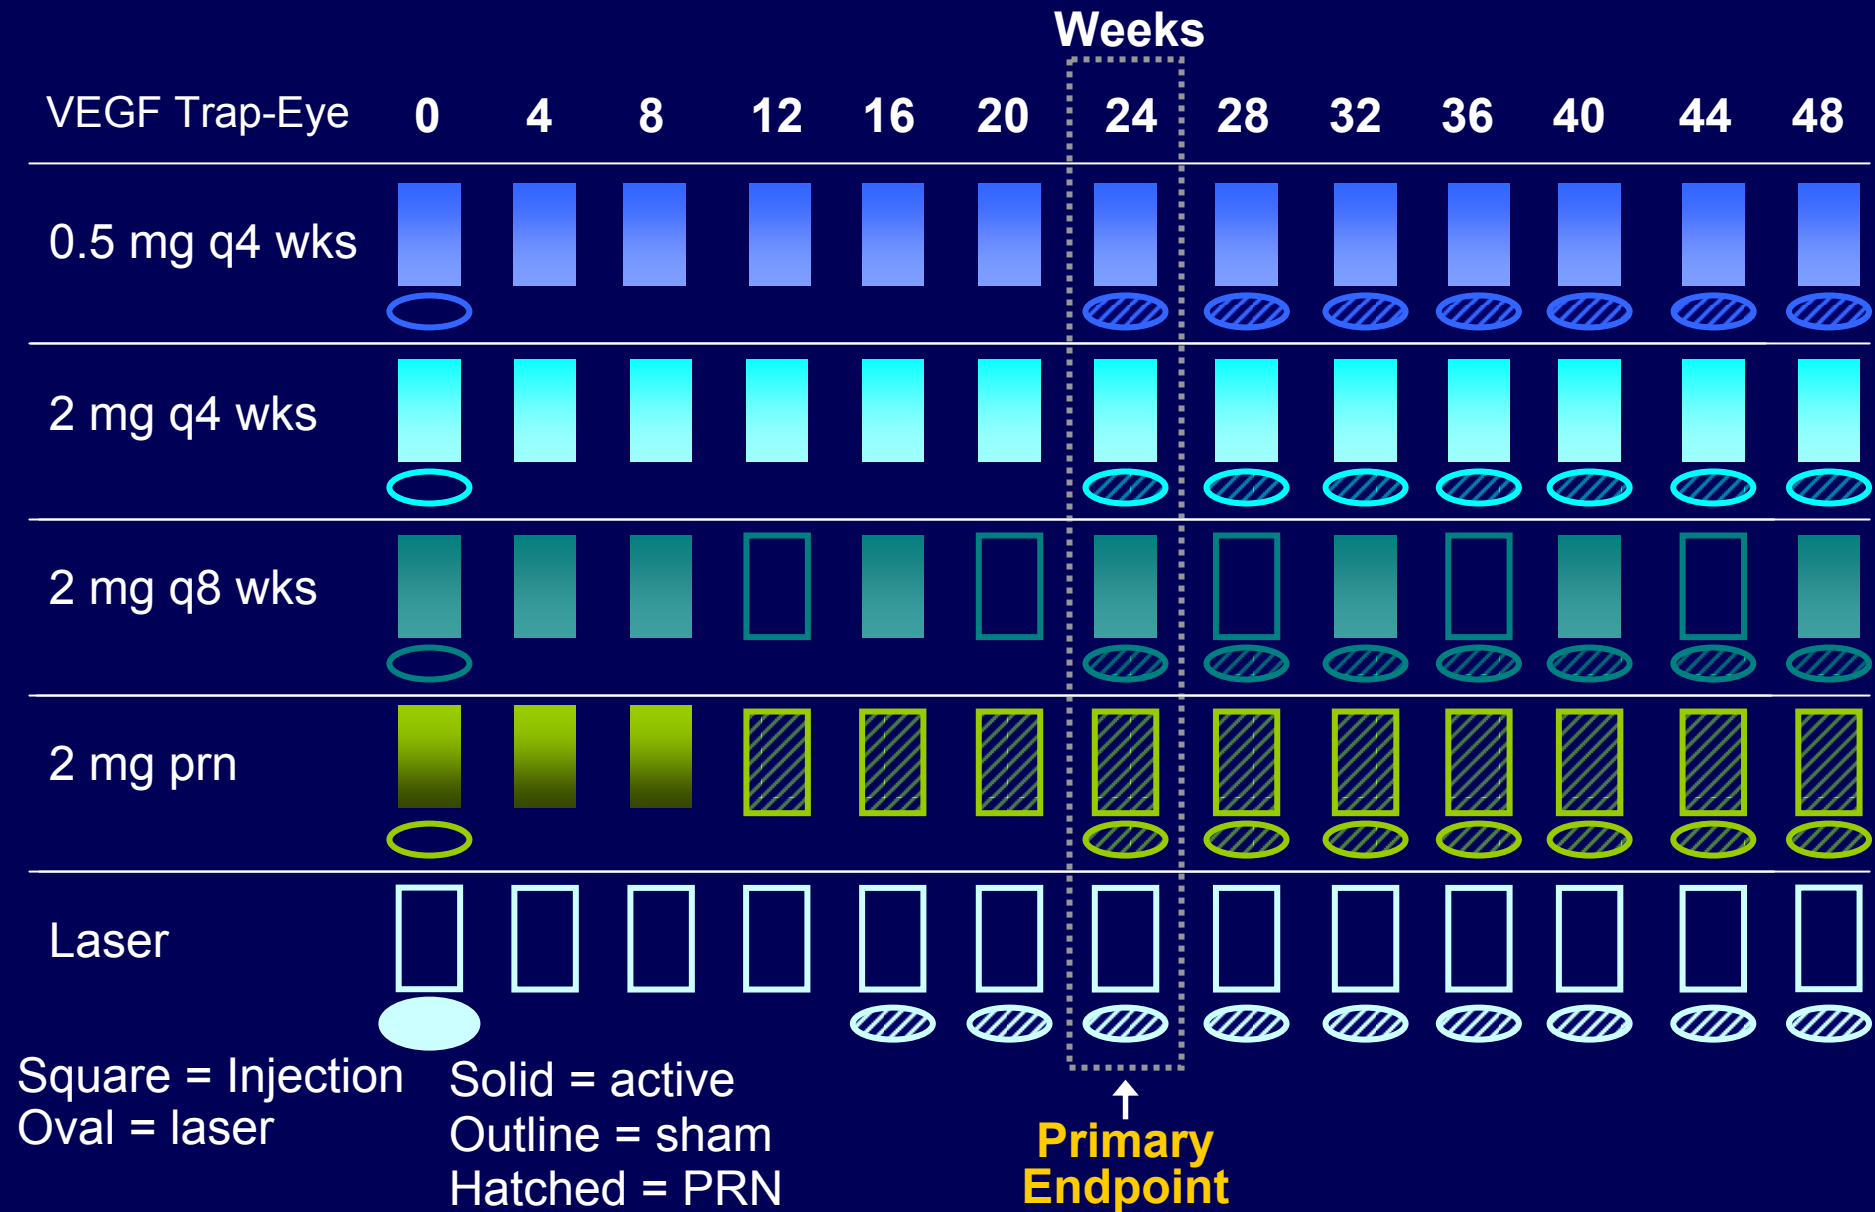 Weeks
VEGF Trap-Eye 0 4 8 12 16 20 24 28 32 36 40 44 48
0.5 mg q4 wks
2 mg q4 wks
2 mg q8 wks
2 mg prn
Laser
Square = Injection
Oval = laser
Solid = active
Outline = sham
Hatched = PRN
Primary
Endpoint